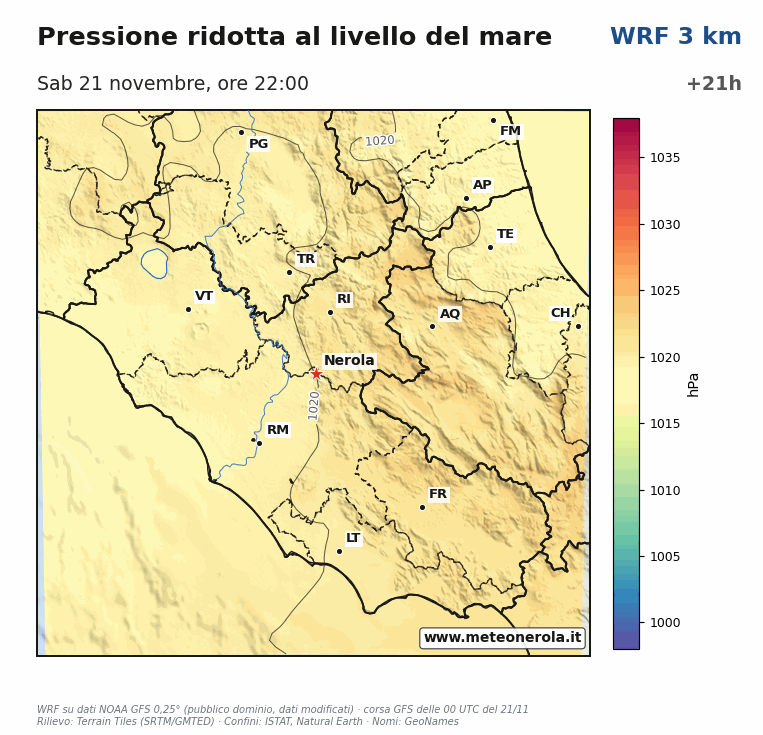 Pressione ridotta al livello del mare
WRF 3 km
Sab 21 novembre, ore 22:00
+21h
1020
FM
PG
AP
TE
TR
RI
VT
AQ
CH
Nerola
1020
RM
FR
LT
www.meteonerola.it
1035
1030
1025
1020
1015
1010
1005
1000
hPa
WRF su dati NOAA GFS 0,25° (pubblico dominio, dati modificati) · corsa GFS delle 00 UTC del 21/11
Rilievo: Terrain Tiles (SRTM/GMTED) · Confini: ISTAT, Natural Earth · Nomi: GeoNames